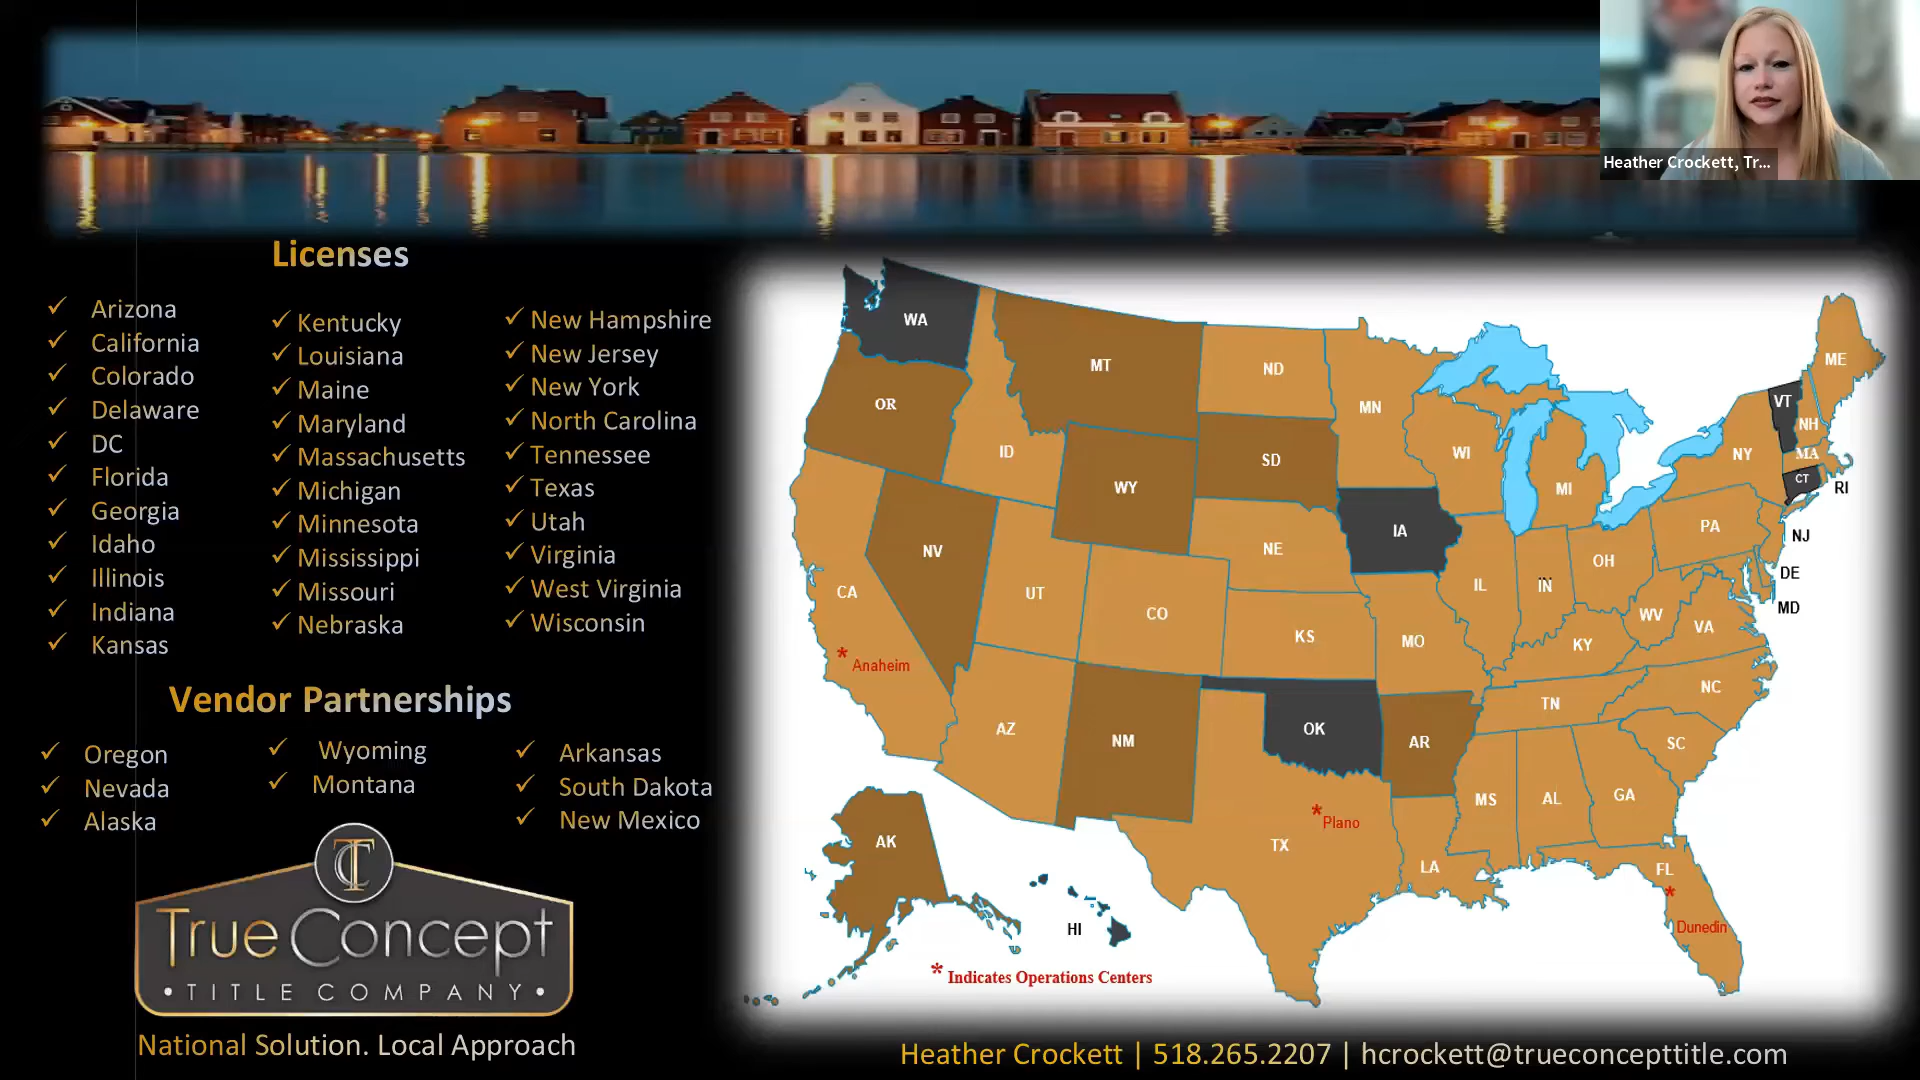 Heather Crockett, Tr...
Licenses
Arizona
California
Colorado
Delaware
DC
Florida
Georgia
Idaho
Illinois
Indiana
Kansas
Kentucky
Louisiana
Maine
Maryland
Massachusetts
Michigan
Minnesota
Mississippi
Missouri
Nebraska
New Hampshire
New Jersey
New York
North Carolina
Tennessee
Texas
Utah
Virginia
West Virginia
Wisconsin
Vendor Partnerships
Oregon
Nevada
Alaska
Wyoming
Montana
Arkansas
South Dakota
New Mexico
TC
True Concept
• TITLE COMPANY •
National Solution. Local Approach
WA
OR
MT
ID
WY
ND
SD
MN
WI
MI
IA
NE
NV
CA
UT
CO
KS
MO
IL
IN
OH
PA
NY
VT
NH
ME
MA
CT
RI
NJ
DE
MD
WV
VA
KY
NC
TN
SC
* Anaheim
AZ
NM
OK
AR
MS
AL
GA
* Plano
TX
LA
FL
* Dunedin
AK
HI
* Indicates Operations Centers
Heather Crockett | 518.265.2207 | hcrockett@trueconcepttitle.com